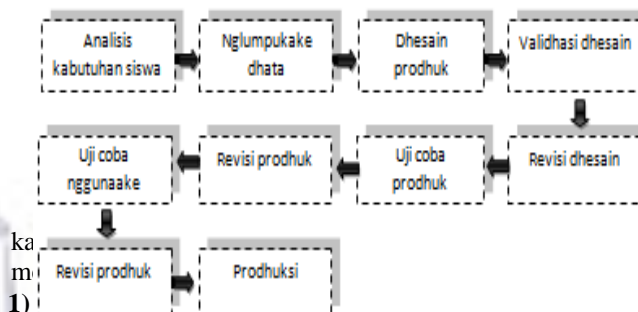 Analisis
kabutuhan siswa
Nglumpukake
dhata
Dhesain
prodhuk
Validhasi dhesain
Revisi dhesain
Uji coba
prodhuk
Revisi prodhuk
Uji coba
nggunaake
Revisi prodhuk
Prodhuksi
1)